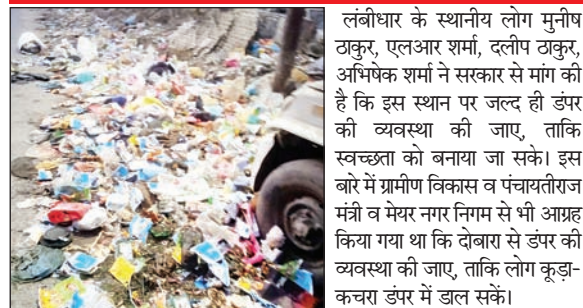 लंबीधार के स्थानीय लोग मुनीष
ठाकुर, एलआर शर्मा, दलीप ठाकुर,
अभिषेक शर्मा ने सरकार से मांग की
है कि इस स्थान पर जल्द ही डंपर
की व्यवस्था की जाए, ताकि
स्वच्छता को बनाया जा सके। इस
बारे में ग्रामीण विकास व पंचायतीराज
मंत्री व मेयर नगर निगम से भी आग्रह
किया गया था कि दोबारा से डंपर की
व्यवस्था की जाए, ताकि लोग कूड़ा-
कचरा डंपर में डाल सकें।